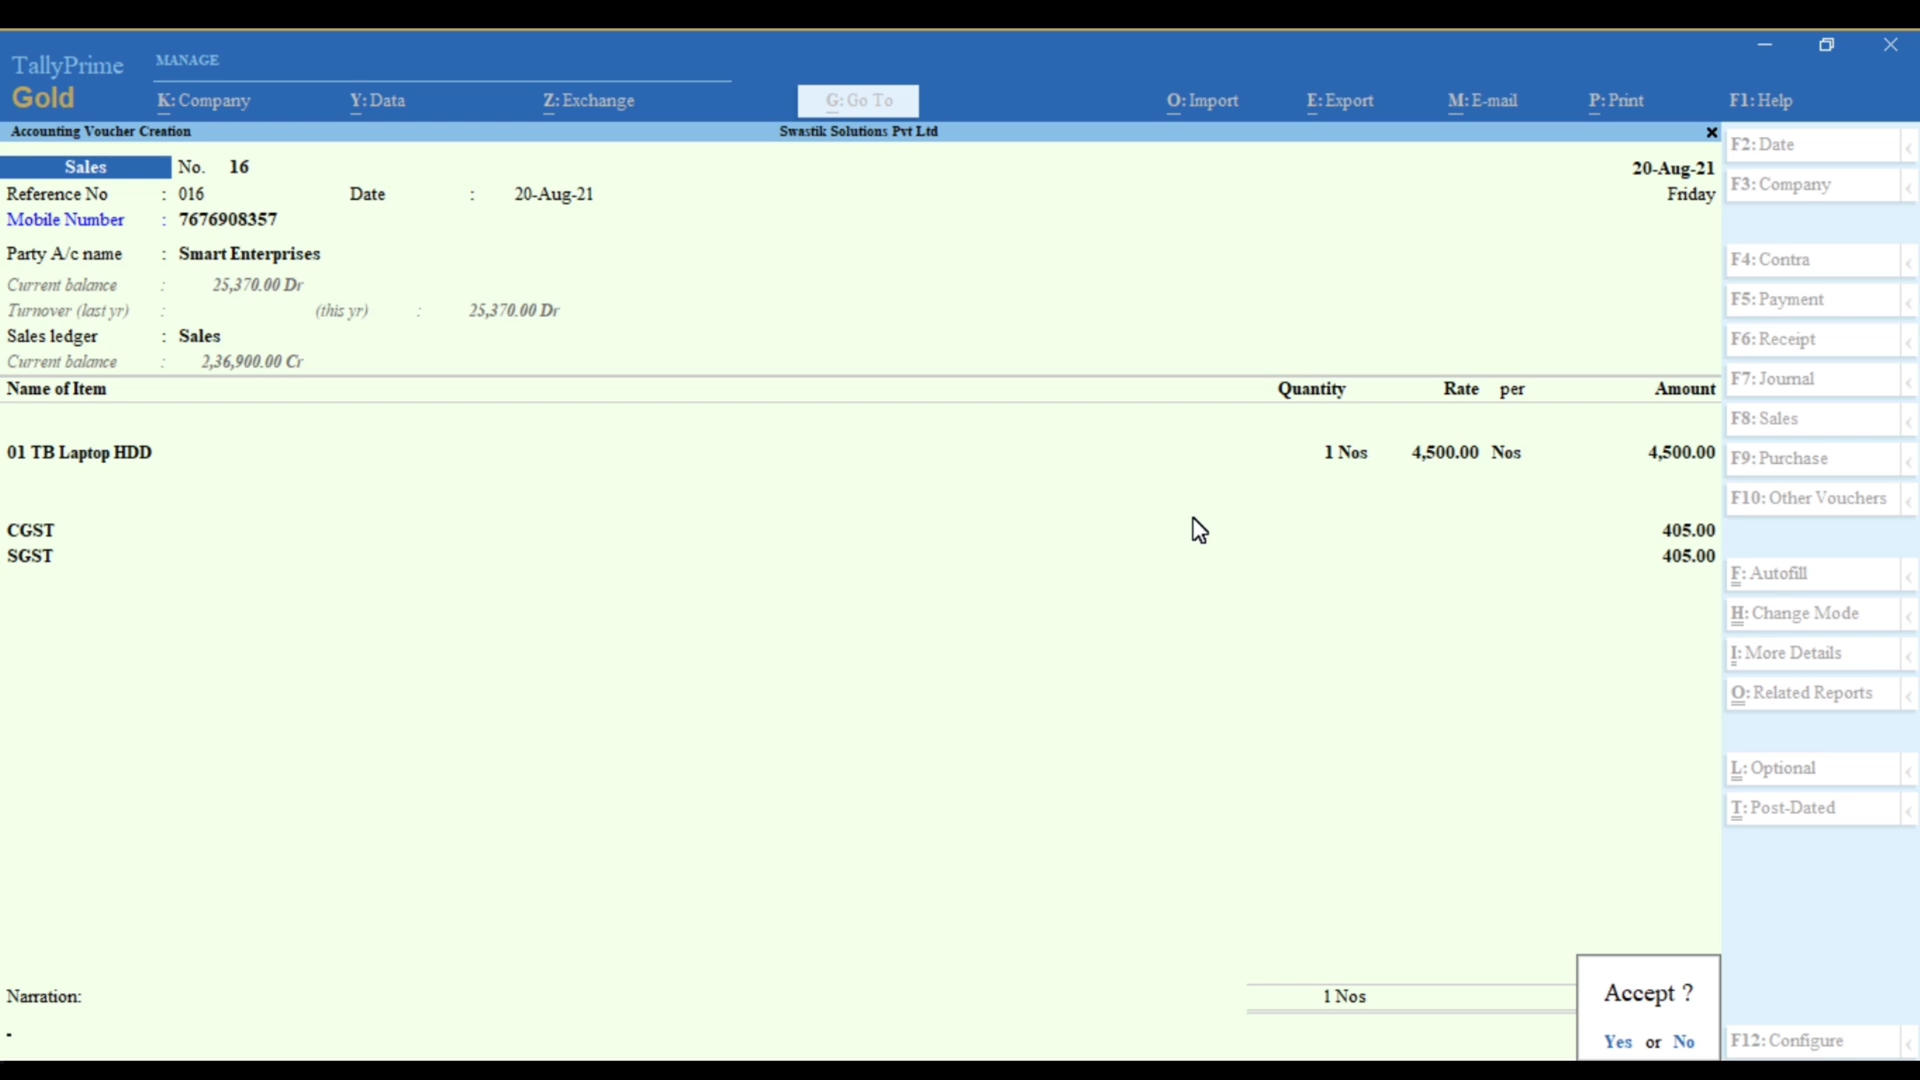 TallyPrime MANAGE
Gold K: Company Y: Data Z: Exchange G: Go To O: Import E: Export M: E-mail P: Print F1: Help
Accounting Voucher Creation Swastik Solutions Pvt Ltd
Sales No. 16 20-Aug-21
Reference No : 016 Date : 20-Aug-21 Friday
Mobile Number : 7676908357
Party A/c name : Smart Enterprises
Current balance : 25,370.00 Dr
Turnover (last yr) : (this yr) : 25,370.00 Dr
Sales ledger : Sales
Current balance : 2,36,900.00 Cr
Name of Item Quantity Rate per Amount
01 TB Laptop HDD 1 Nos 4,500.00 Nos 4,500.00
CGST 405.00
SGST 405.00
Narration: 1 Nos
Accept ?
Yes or No
F2: Date
F3: Company
F4: Contra
F5: Payment
F6: Receipt
F7: Journal
F8: Sales
F9: Purchase
F10: Other Vouchers
F: Autofill
H: Change Mode
I: More Details
O: Related Reports
L: Optional
T: Post-Dated
F12: Configure